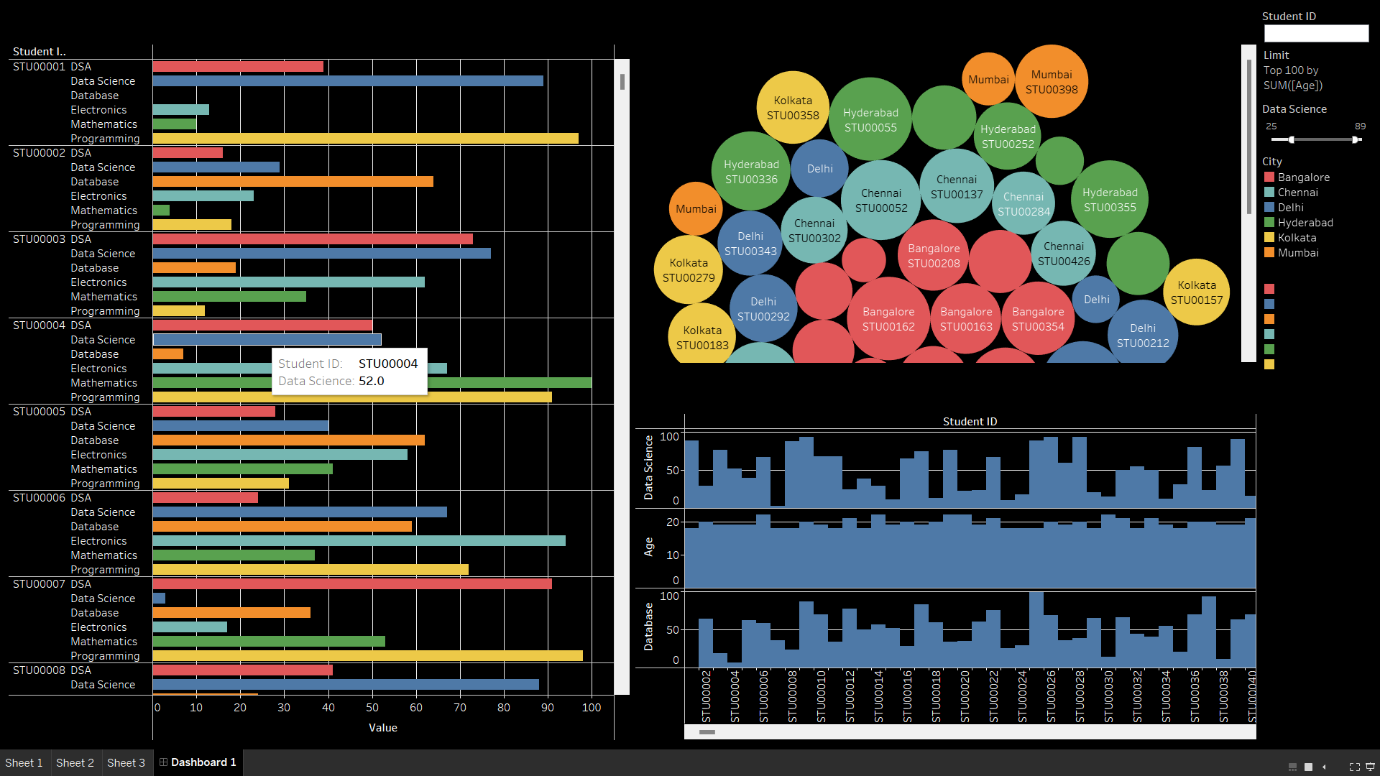 Student I..
STU00001 DSA
Data Science
Database
Electronics
Mathematics
Programming
STU00002 DSA
Data Science
Database
Electronics
Mathematics
Programming
STU00003 DSA
Data Science
Database
Electronics
Mathematics
Programming
STU00004 DSA
Data Science
Database
Electronics
Mathematics
Programming
STU00005 DSA
Data Science
Database
Electronics
Mathematics
Programming
STU00006 DSA
Data Science
Database
Electronics
Mathematics
Programming
STU00007 DSA
Data Science
Database
Electronics
Mathematics
Programming
STU00008 DSA
Data Science
0 10 20 30 40 50 60 70 80 90 100
Value
Student ID: STU00004
Data Science: 52.0
Mumbai
Mumbai
STU00398
Kolkata
STU00358
Hyderabad
STU00055
Hyderabad
STU00252
Hyderabad
STU00336
Delhi
Chennai
STU00052
Chennai
STU00137
Chennai
STU00284
Hyderabad
STU00355
Mumbai
Delhi
STU00343
Chennai
STU00302
Bangalore
STU00208
Chennai
STU00426
Kolkata
STU00279
Kolkata
STU00157
Delhi
STU00292
Bangalore
STU00162
Bangalore
STU00163
Bangalore
STU00354
Delhi
Delhi
STU00212
Kolkata
STU00183
Student ID
Limit
Top 100 by
SUM([Age])
Data Science
25 89
City
Bangalore
Chennai
Delhi
Hyderabad
Kolkata
Mumbai
Student ID
Data Science
100
50
0
Age
20
10
0
Database
100
50
0
STU00002
STU00004
STU00006
STU00008
STU00010
STU00012
STU00014
STU00016
STU00018
STU00020
STU00022
STU00024
STU00026
STU00028
STU00030
STU00032
STU00034
STU00036
STU00038
STU00040
Sheet 1 Sheet 2 Sheet 3 Dashboard 1